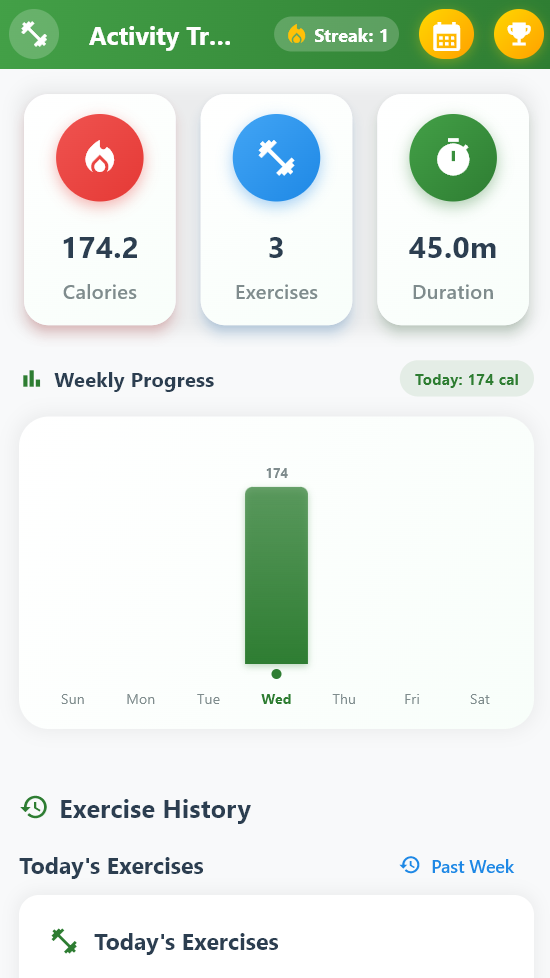 Activity Tr...
Streak: 1
174.2
3
45.0m
Calories
Exercises
Duration
Weekly Progress
Today: 174 cal
174
Sun Mon Tue Wed Thu Fri Sat
Exercise History
Today's Exercises
Past Week
Today's Exercises